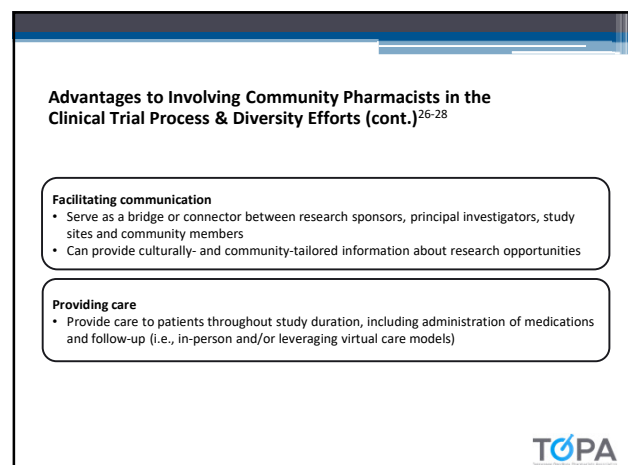 Advantages to Involving Community Pharmacists in the
Clinical Trial Process & Diversity Efforts (cont.)26-28
Facilitating communication
• Serve as a bridge or connector between research sponsors, principal investigators, study
sites and community members
• Can provide culturally- and community-tailored information about research opportunities
Providing care
• Provide care to patients throughout study duration, including administration of medications
and follow-up (i.e., in-person and/or leveraging virtual care models)
TOPA